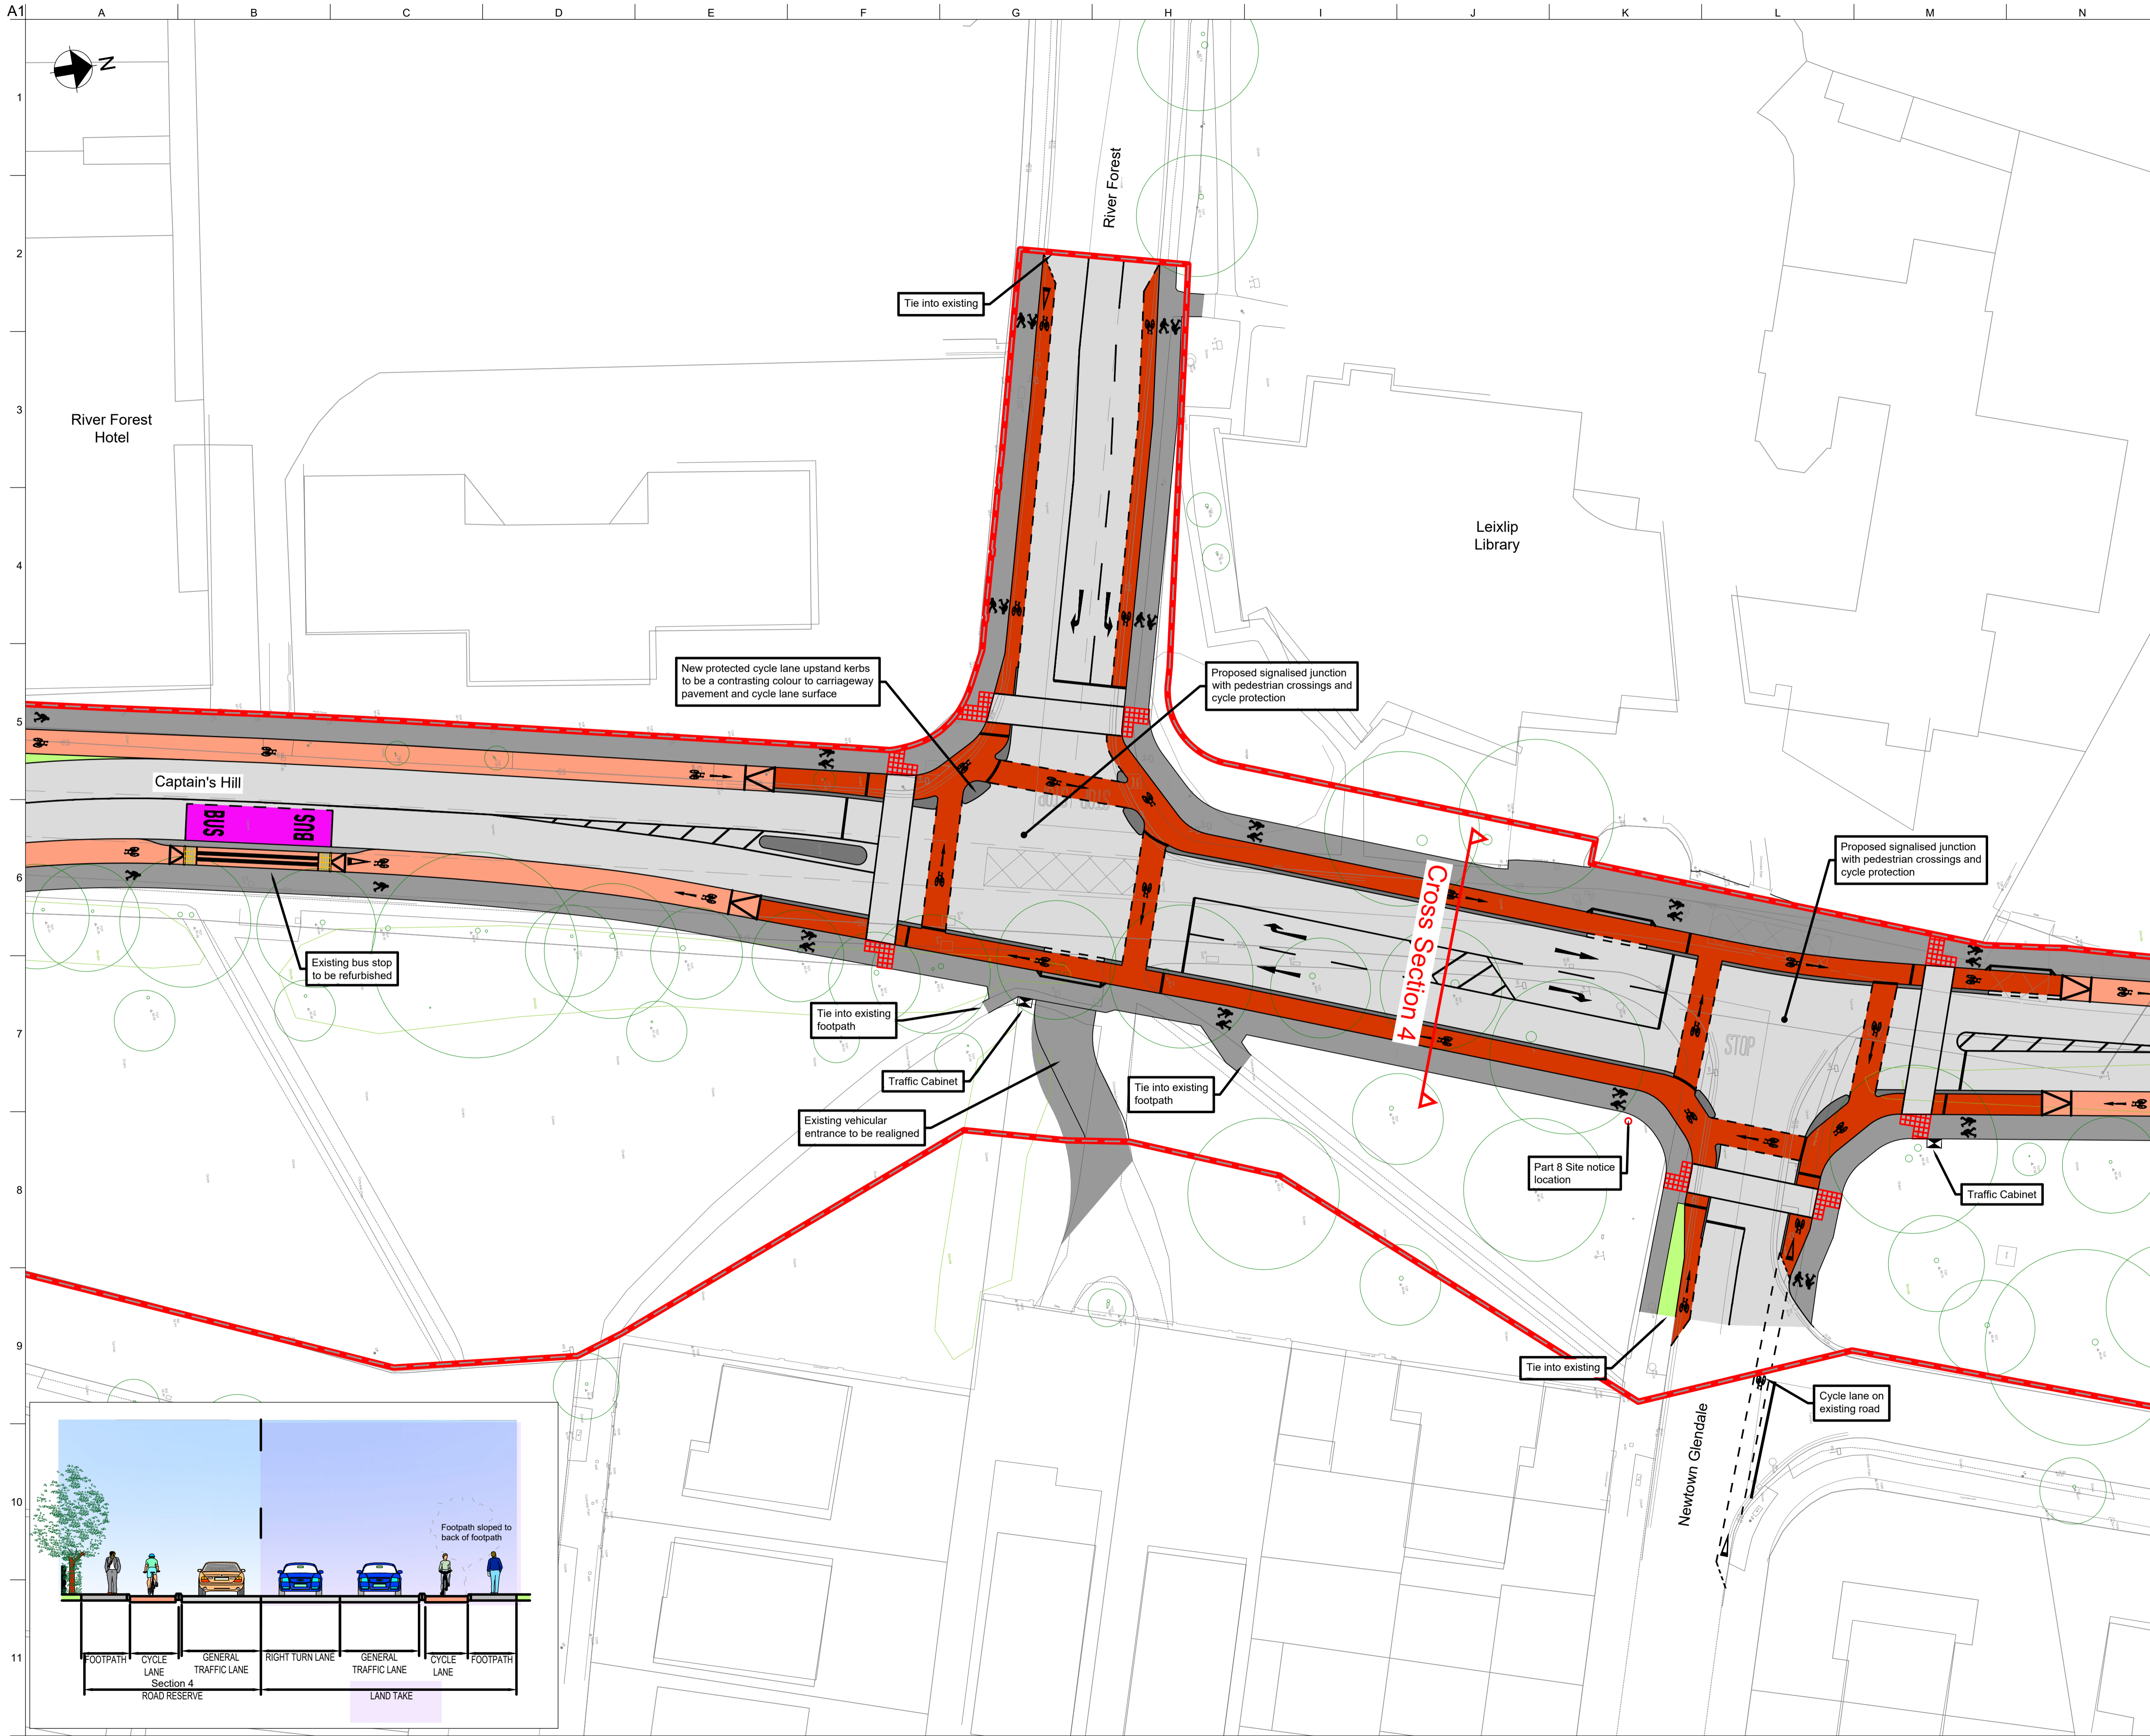 A1
A
B
C
D
E
F
G
H
I
J
K
L
M
N
N
1
2
3
4
5
6
7
8
9
10
11
River Forest
River Forest
Hotel
Tie into existing
Leixlip
Library
New protected cycle lane upstand kerbs
to be a contrasting colour to carriageway
pavement and cycle lane surface
Proposed signalised junction
with pedestrian crossings and
cycle protection
Captain's Hill
BUS
BUS
STOP
STOP
Proposed signalised junction
with pedestrian crossings and
cycle protection
Cross Section 4
Existing bus stop
to be refurbished
Tie into existing
footpath
STOP
Traffic Cabinet
Tie into existing
footpath
Existing vehicular
entrance to be realigned
Part 8 Site notice
location
Traffic Cabinet
Tie into existing
Cycle lane on
existing road
Newtown Glendale
Footpath sloped to
back of footpath
FOOTPATH
CYCLE
LANE
GENERAL
TRAFFIC LANE
RIGHT TURN LANE
GENERAL
TRAFFIC LANE
CYCLE
LANE
FOOTPATH
Section 4
ROAD RESERVE
LAND TAKE